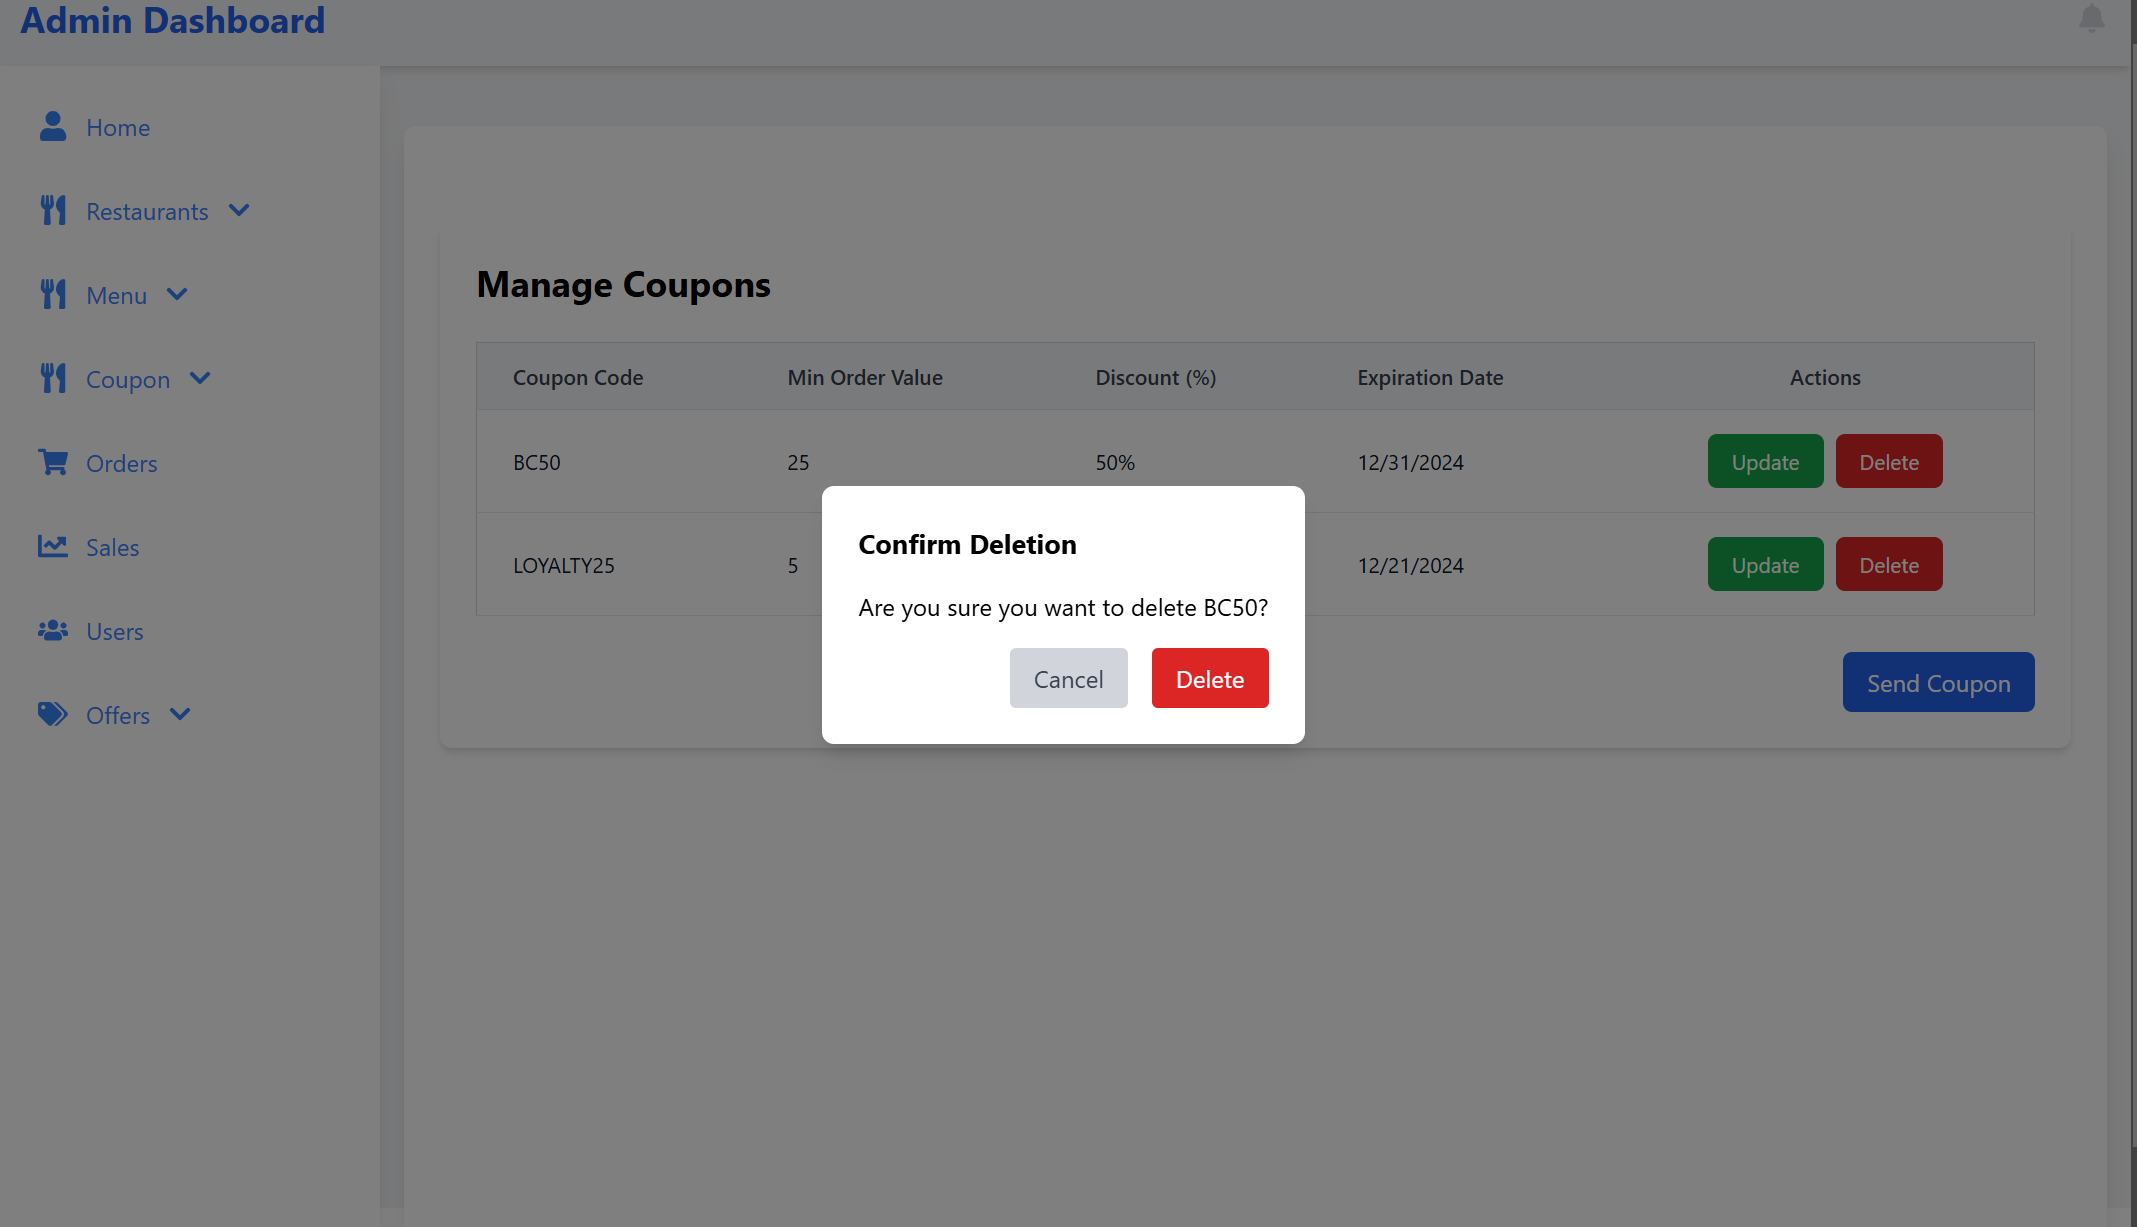 Admin Dashboard
Home
Restaurants
Menu
Coupon
Orders
Sales
Users
Offers
Manage Coupons
Coupon Code Min Order Value Discount (%) Expiration Date Actions
BC50 25 50% 12/31/2024 Update Delete
LOYALTY25 5 12/21/2024 Update Delete
Send Coupon
Confirm Deletion
Are you sure you want to delete BC50?
Cancel Delete